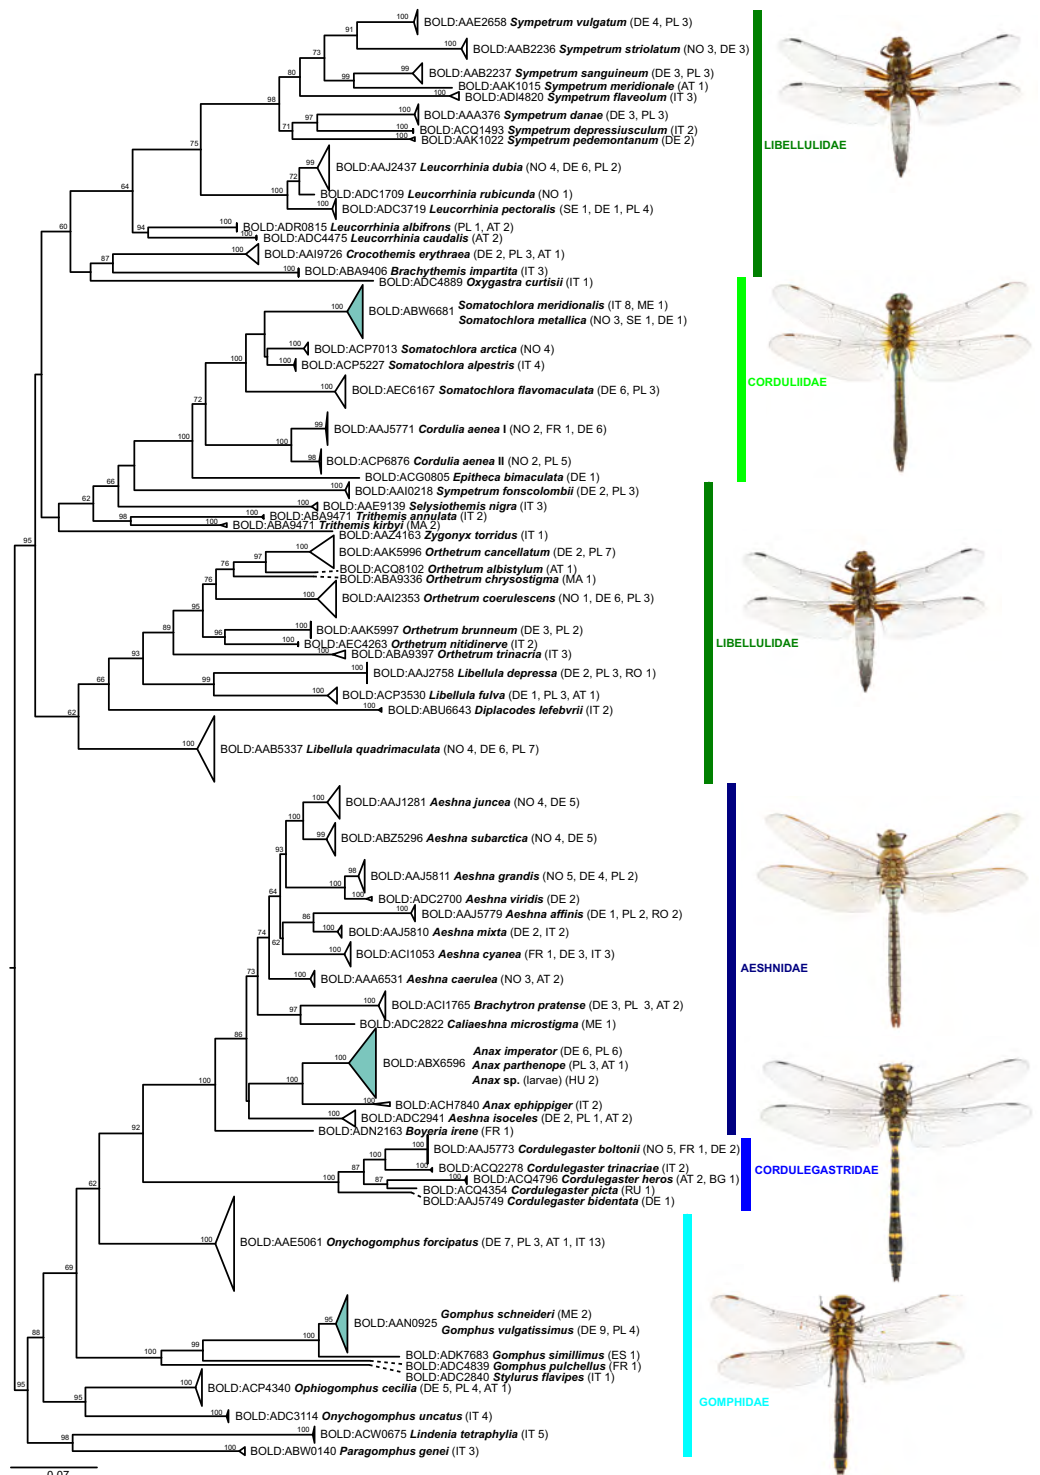 BOLD:AAE2658 Sympetrum vulgatum (DE 4, PL 3)
BOLD:AAB2236 Sympetrum striolatum (NO 3, DE 3)
BOLD:AAB2237 Sympetrum sanguineum (DE 3, PL 3)
BOLD:AAK1015 Sympetrum meridionale (AT 1)
BOLD:ADI4820 Sympetrum flaveolum (IT 3)
BOLD:AAA376 Sympetrum danae (DE 3, PL 3)
BOLD:ACQ1493 Sympetrum depressiusculum (IT 2)
BOLD:AAK1022 Sympetrum pedemontanum (DE 2)
LIBELLULIDAE
BOLD:AAJ2437 Leucorrhinia dubia (NO 4, DE 6, PL 2)
BOLD:ADC1709 Leucorrhinia rubicunda (NO 1)
BOLD:ADC3719 Leucorrhinia pectoralis (SE 1, DE 1, PL 4)
BOLD:ADR0815 Leucorrhinia albifrons (PL 1, AT 2)
BOLD:ADC4475 Leucorrhinia caudalis (AT 2)
BOLD:AAI9726 Crocothemis erythraea (DE 2, PL 3, AT 1)
BOLD:ABA9406 Brachythemis impartita (IT 3)
BOLD:ADC4889 Oxygastra curtisii (IT 1)
BOLD:ABW6681 Somatochlora meridionalis (IT 8, ME 1)
Somatochlora metallica (NO 3, SE 1, DE 1)
BOLD:ACP7013 Somatochlora arctica (NO 4)
BOLD:ACP5227 Somatochlora alpestris (IT 4)
CORDULIIDAE
BOLD:AEC6167 Somatochlora flavomaculata (DE 6, PL 3)
BOLD:AAJ5771 Cordulia aenea I (NO 2, FR 1, DE 6)
BOLD:ACP6876 Cordulia aenea II (NO 2, PL 5)
BOLD:ACG0805 Epitheca bimaculata (DE 1)
BOLD:AAI0218 Sympetrum fonscolombii (DE 2, PL 3)
BOLD:AAE9139 Selysiothemis nigra (IT 3)
BOLD:ABA9471 Trithemis annulata (IT 2)
BOLD:ABA9471 Trithemis kirbyi (MA 2)
BOLD:AAZ4163 Zygonyx torridus (IT 1)
BOLD:AAK5996 Orthetrum cancellatum (DE 2, PL 7)
BOLD:ACQ8102 Orthetrum albistylum (AT 1)
BOLD:ABA9336 Orthetrum chrysostigma (MA 1)
BOLD:AAI2353 Orthetrum coerulescens (NO 1, DE 6, PL 3)
BOLD:AAK5997 Orthetrum brunneum (DE 3, PL 2)
BOLD:AEC4263 Orthetrum nitidinerve (IT 2)
LIBELLULIDAE
BOLD:ABA9397 Orthetrum trinacria (IT 3)
BOLD:AAJ2758 Libellula depressa (DE 2, PL 3, RO 1)
BOLD:ACP3530 Libellula fulva (DE 1, PL 3, AT 1)
BOLD:ABU6643 Diplacodes lefebvrii (IT 2)
BOLD:AAB5337 Libellula quadrimaculata (NO 4, DE 6, PL 7)
BOLD:AAJ1281 Aeshna juncea (NO 4, DE 5)
BOLD:ABZ5296 Aeshna subarctica (NO 4, DE 5)
BOLD:AAJ5811 Aeshna grandis (NO 5, DE 4, PL 2)
BOLD:ADC2700 Aeshna viridis (DE 2)
BOLD:AAJ5779 Aeshna affinis (DE 1, PL 2, RO 2)
BOLD:AAJ5810 Aeshna mixta (DE 2, IT 2)
BOLD:ACI1053 Aeshna cyanea (FR 1, DE 3, IT 3)
AESHNIDAE
BOLD:AAA6531 Aeshna caerulea (NO 3, AT 2)
BOLD:ACI1765 Brachytron pratense (DE 3, PL 3, AT 2)
BOLD:ADC2822 Caliaeshna microstigma (ME 1)
BOLD:ABX6596 Anax imperator (DE 6, PL 6)
Anax parthenope (PL 3, AT 1)
Anax sp. (larvae) (HU 2)
BOLD:ACH7840 Anax ephippiger (IT 2)
BOLD:ADC2941 Aeshna isoceles (DE 2, PL 1, AT 2)
BOLD:ADN2163 Boyeria irene (FR 1)
BOLD:AAJ5773 Cordulegaster boltonii (NO 5, FR 1, DE 2)
BOLD:ACQ2278 Cordulegaster trinacriae (IT 2)
CORDULEGASTRIDAE
BOLD:ACQ4796 Cordulegaster heros (AT 2, BG 1)
BOLD:ACQ4354 Cordulegaster picta (RU 1)
BOLD:AAJ5749 Cordulegaster bidentata (DE 1)
BOLD:AAE5061 Onychogomphus forcipatus (DE 7, PL 3, AT 1, IT 13)
BOLD:AAN0925 Gomphus schneideri (ME 2)
Gomphus vulgatissimus (DE 9, PL 4)
BOLD:ADK7683 Gomphus simillimus (ES 1)
BOLD:ADC4839 Gomphus pulchellus (FR 1)
BOLD:ADC2840 Stylurus flavipes (IT 1)
BOLD:ACP4340 Ophiogomphus cecilia (DE 5, PL 4, AT 1)
GOMPHIDAE
BOLD:ADC3114 Onychogomphus uncatus (IT 4)
BOLD:ACW0675 Lindenia tetraphylla (IT 5)
BOLD:ABW0140 Paragomphus genei (IT 3)